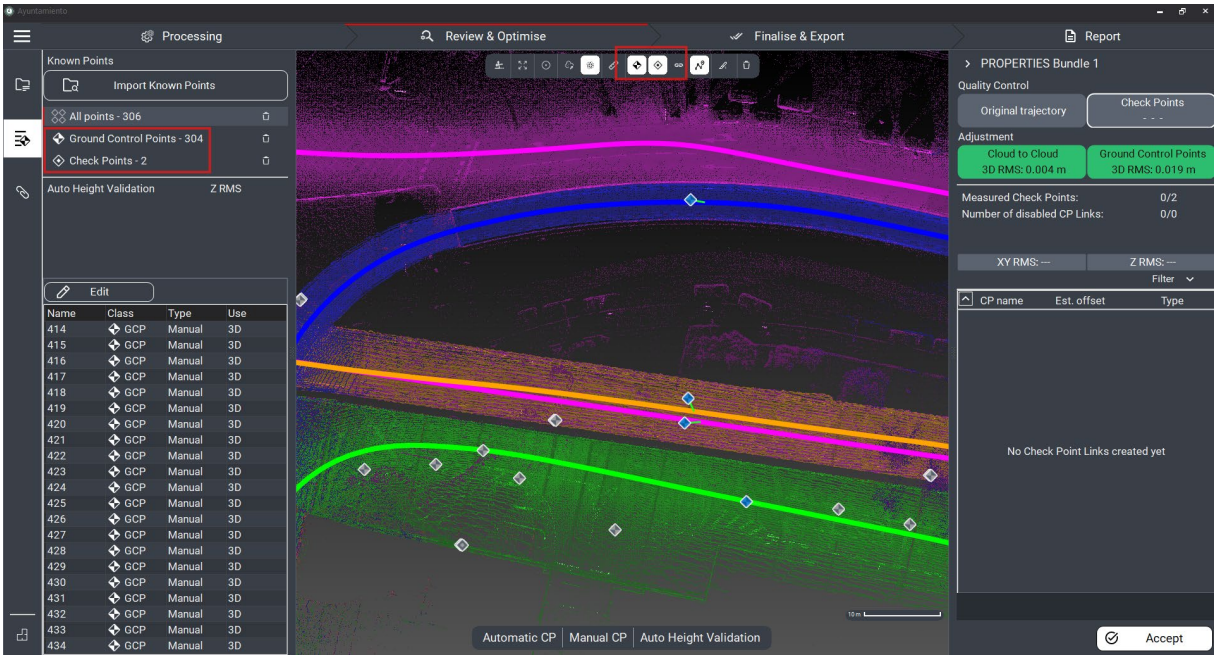 Ayuntamiento
Processing
Review & Optimise
Finalise & Export
Report
Known Points
Import Known Points
All points - 306
Ground Control Points - 304
Check Points - 2
Auto Height Validation Z RMS
Edit
Name Class Type Use
414 GCP Manual 3D
415 GCP Manual 3D
416 GCP Manual 3D
417 GCP Manual 3D
418 GCP Manual 3D
419 GCP Manual 3D
420 GCP Manual 3D
421 GCP Manual 3D
422 GCP Manual 3D
423 GCP Manual 3D
424 GCP Manual 3D
425 GCP Manual 3D
426 GCP Manual 3D
427 GCP Manual 3D
428 GCP Manual 3D
429 GCP Manual 3D
430 GCP Manual 3D
431 GCP Manual 3D
432 GCP Manual 3D
433 GCP Manual 3D
434 GCP Manual 3D
10 m
Automatic CP Manual CP Auto Height Validation
PROPERTIES Bundle 1
Quality Control
Original trajectory
Check Points
- - -
Adjustment
Cloud to Cloud
3D RMS: 0.004 m
Ground Control Points
3D RMS: 0.019 m
Measured Check Points: 0/2
Number of disabled CP Links: 0/0
XY RMS: --- Z RMS: ---
Filter
CP name Est. offset Type
No Check Point Links created yet
Accept